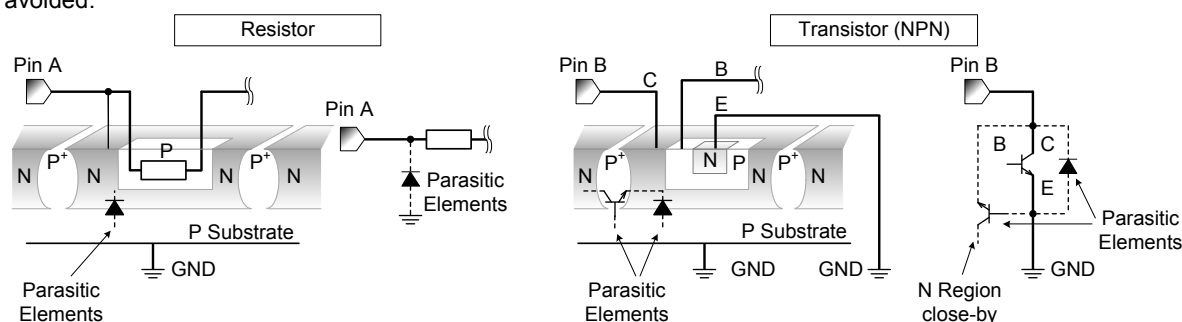 avoided.
Resistor
Transistor (NPN)
Pin A
Pin A
P
N
P+
N
P+
N
N
Parasitic
Elements
P Substrate
GND
Parasitic
Elements
Pin B
C
B
E
N
P+
N
N
P
P+
N
N
P Substrate
GND
GND
Parasitic
Elements
Pin B
B
C
E
Parasitic
Elements
GND
N Region
close-by